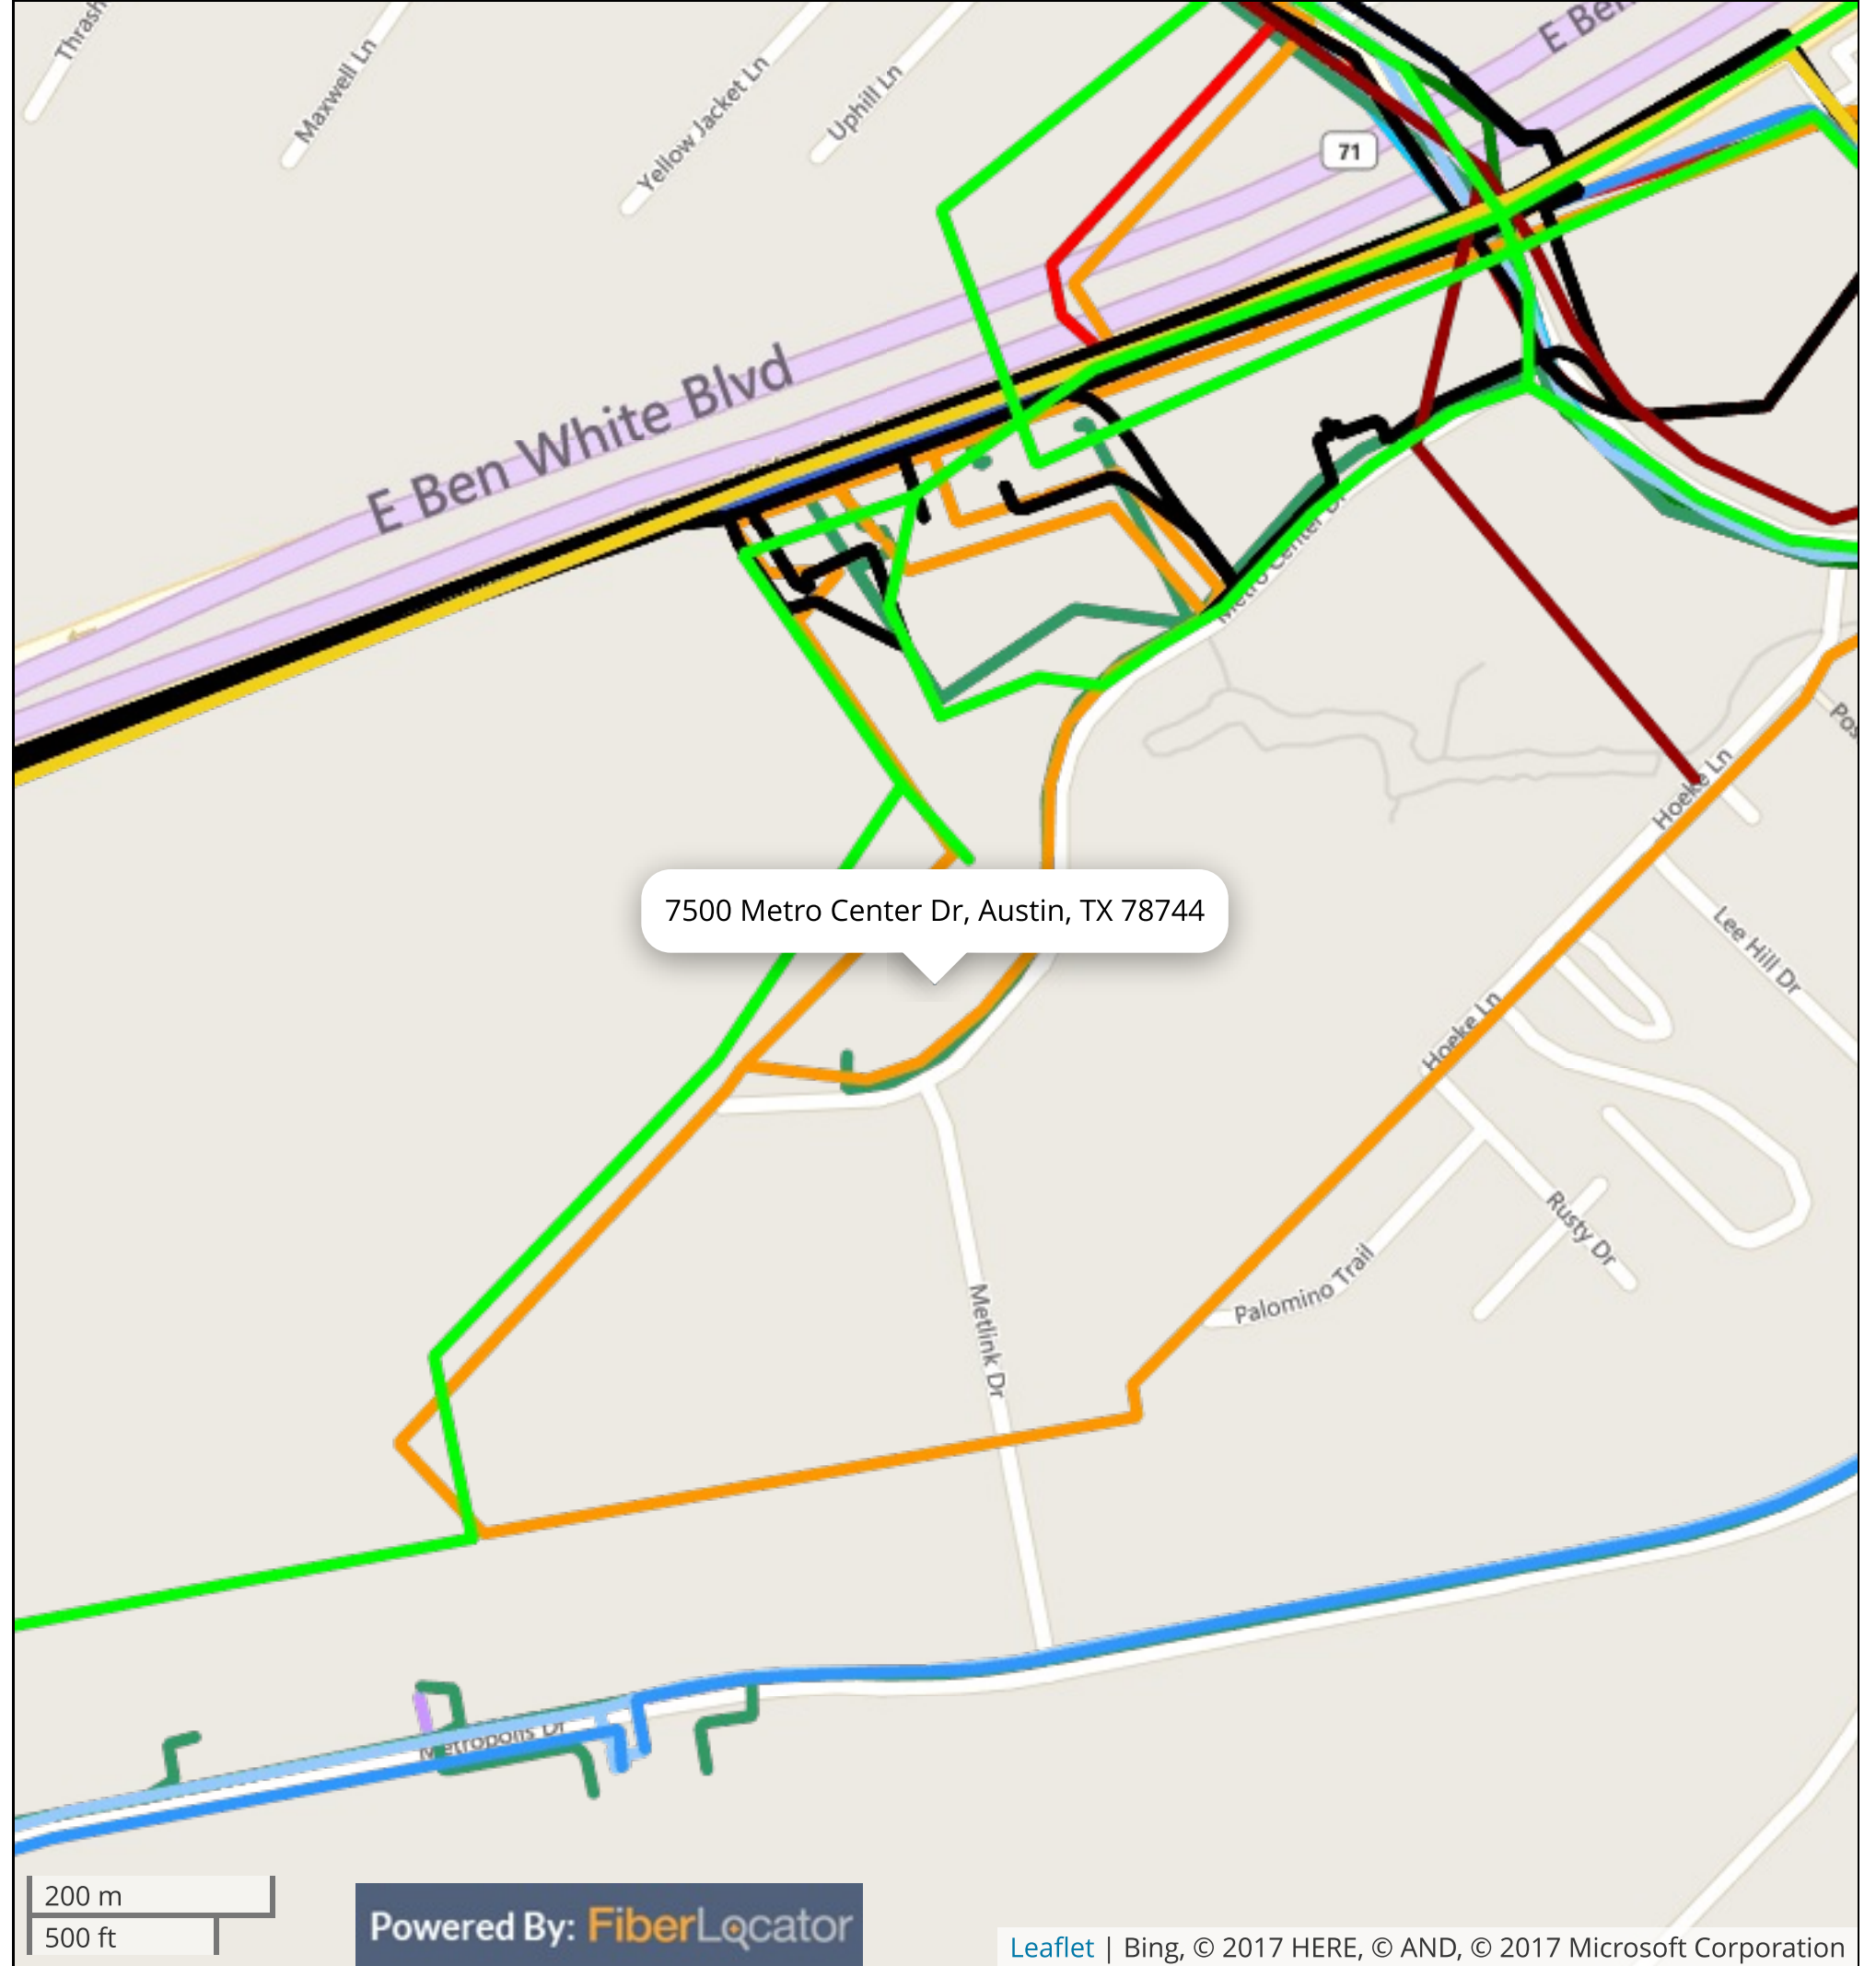 Thrash
Maxwell Ln
Yellow Jacket Ln
Uphill Ln
E Ben
71
E Ben White Blvd
Metro Center Dr
Pos
Hoeke Ln
7500 Metro Center Dr, Austin, TX 78744
Lee Hill Dr
Hoeke Ln
Rusty Dr
Palomino Trail
Metlink Dr
Metropolis Dr
200 m
500 ft
Powered By: FiberLocator
Leaflet | Bing, © 2017 HERE, © AND, © 2017 Microsoft Corporation